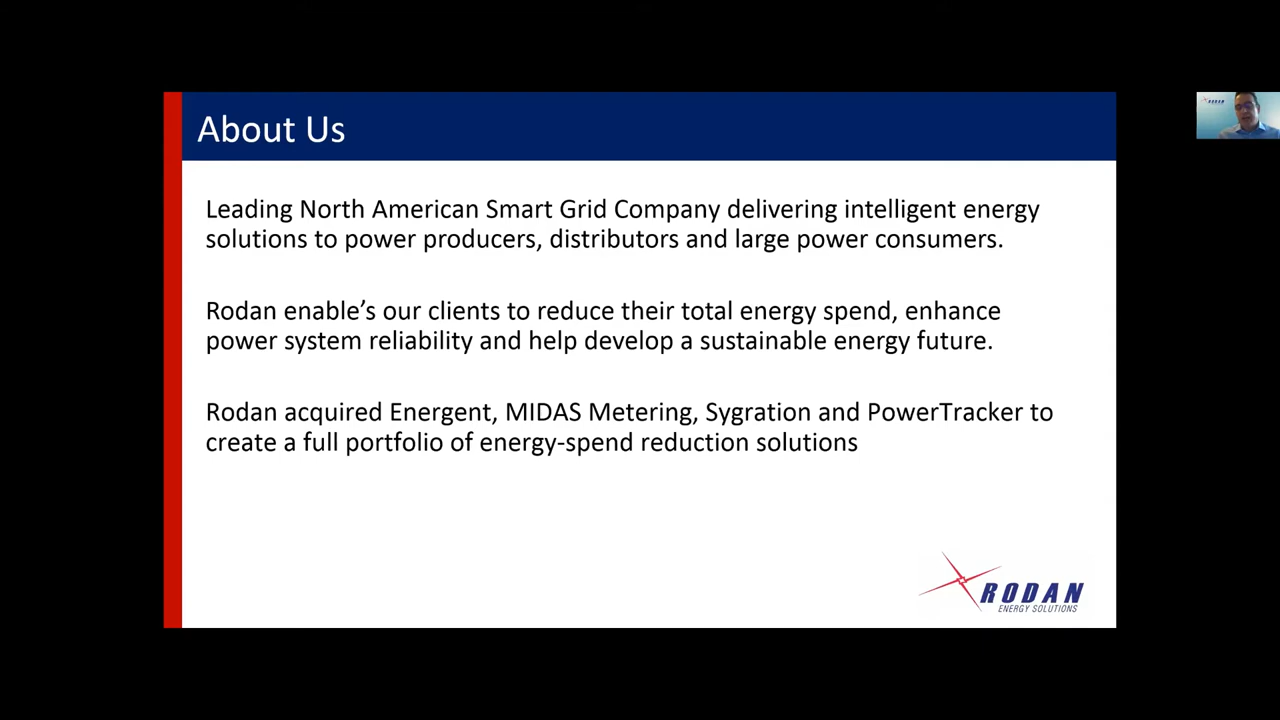 About Us
Leading North American Smart Grid Company delivering intelligent energy
solutions to power producers, distributors and large power consumers.
Rodan enable’s our clients to reduce their total energy spend, enhance
power system reliability and help develop a sustainable energy future.
Rodan acquired Energent, MIDAS Metering, Sygration and PowerTracker to
create a full portfolio of energy-spend reduction solutions
RODAN
ENERGY SOLUTIONS
RODAN